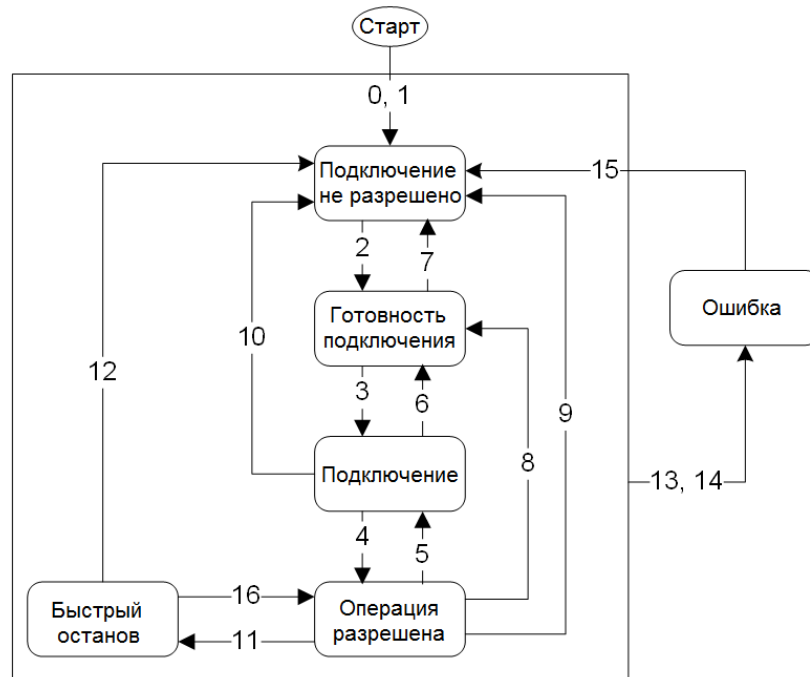 Старт
0, 1
Подключение
не разрешено
15
2
7
Готовность
подключения
Ошибка
10
12
3
6
9
8
Подключение
13, 14
4
5
16
Быстрый
останов
11
Операция
разрешена